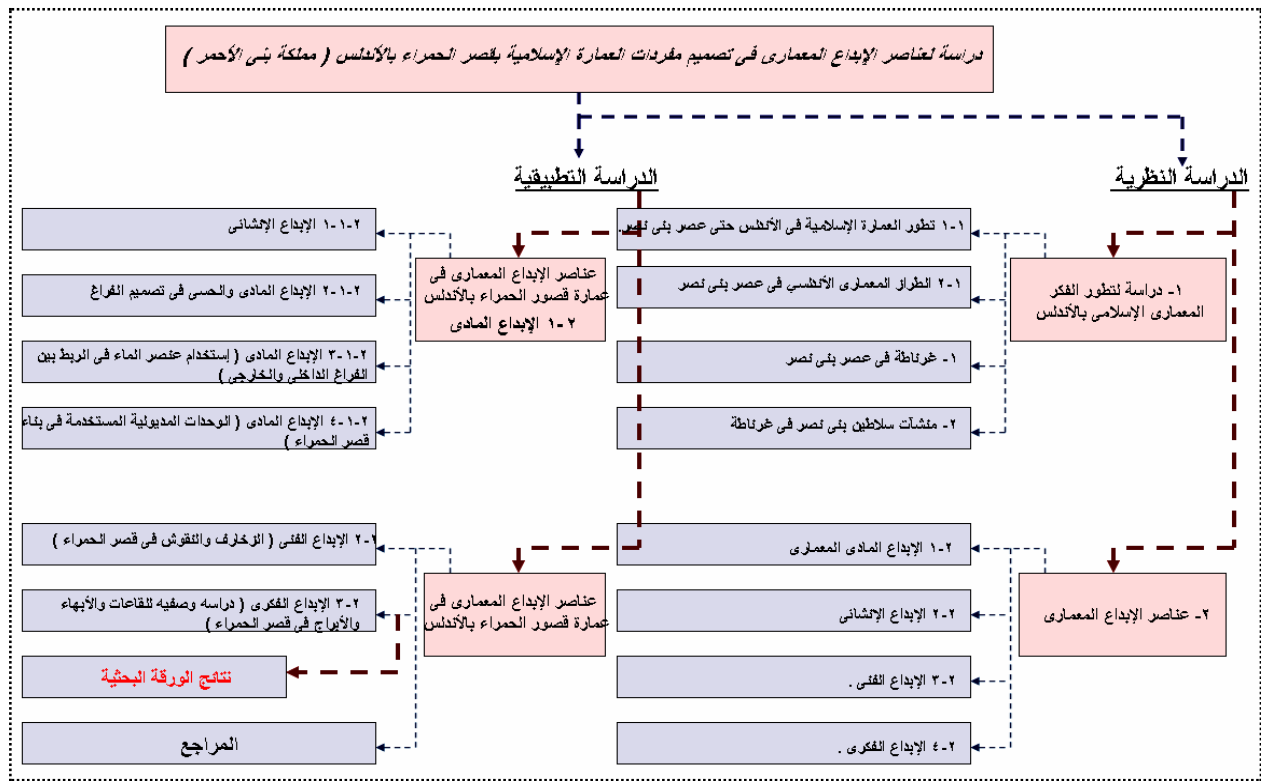 دراسة لعناصر الإبداع المعمارى فى تصميم مفردات العمارة الإسلامية بقصر الحمراء بالأندلس ( مملكة بنى الأحمر )
الدراسة النظرية
١- دراسة لتطور الفكر
المعمارى الإسلامى بالأندلس
١-١ تطور العمارة الإسلامية فى الأندلس حتى عصر بنى نصر.
٢-١ الطراز المعمارى الأندلسي فى عصر بنى نصر
١- غرناطة فى عصر بنى نصر
٢- منشآت سلاطين بنى نصر فى غرناطة
٢- عناصر الإبداع المعمارى
١-٢ الإبداع المادى المعمارى
٢-٢ الإبداع الإنشائى
٣-٢ الإبداع الفنى .
٤-٢ الإبداع الفكرى .
الدراسة التطبيقية
عناصر الإبداع المعمارى فى
عمارة قصور الحمراء بالأندلس
١-٢ الإبداع المادى
١-١-٢ الإبداع الإنشائى
٢-١-٢ الإبداع المادى والحسى فى تصميم الفراغ
٣-١-٢ الإبداع المادى ( إستخدام عنصر الماء فى الربط بين
الفراغ الداخلى والخارجى )
٤-١-٢ الإبداع المادى ( الوحدات المديولية المستخدمة فى بناء
قصر الحمراء )
عناصر الإبداع المعمارى فى
عمارة قصور الحمراء بالأندلس
٢-٢ الإبداع الفنى ( الزخارف والنقوش فى قصر الحمراء )
٣-٢ الإبداع الفكرى ( دراسه وصفيه للقاعات والأبهاء
والأبراج فى قصر الحمراء )
نتائج الورقة البحثية
المراجع